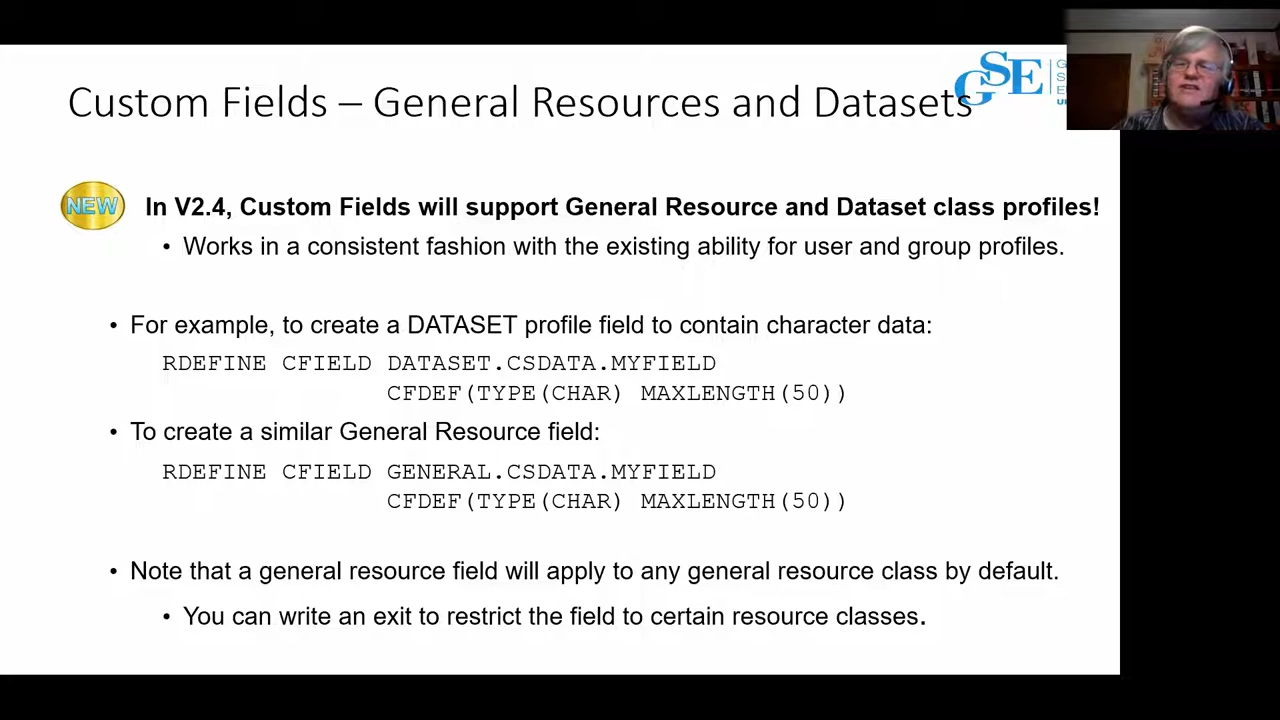 Custom Fields – General Resources and Datasets
GSE
NEW
In V2.4, Custom Fields will support General Resource and Dataset class profiles!
• Works in a consistent fashion with the existing ability for user and group profiles.
• For example, to create a DATASET profile field to contain character data:
RDEFINE CFIELD DATASET.CSDATA.MYFIELD
CFDEF(TYPE(CHAR) MAXLENGTH(50))
• To create a similar General Resource field:
RDEFINE CFIELD GENERAL.CSDATA.MYFIELD
CFDEF(TYPE(CHAR) MAXLENGTH(50))
• Note that a general resource field will apply to any general resource class by default.
• You can write an exit to restrict the field to certain resource classes.